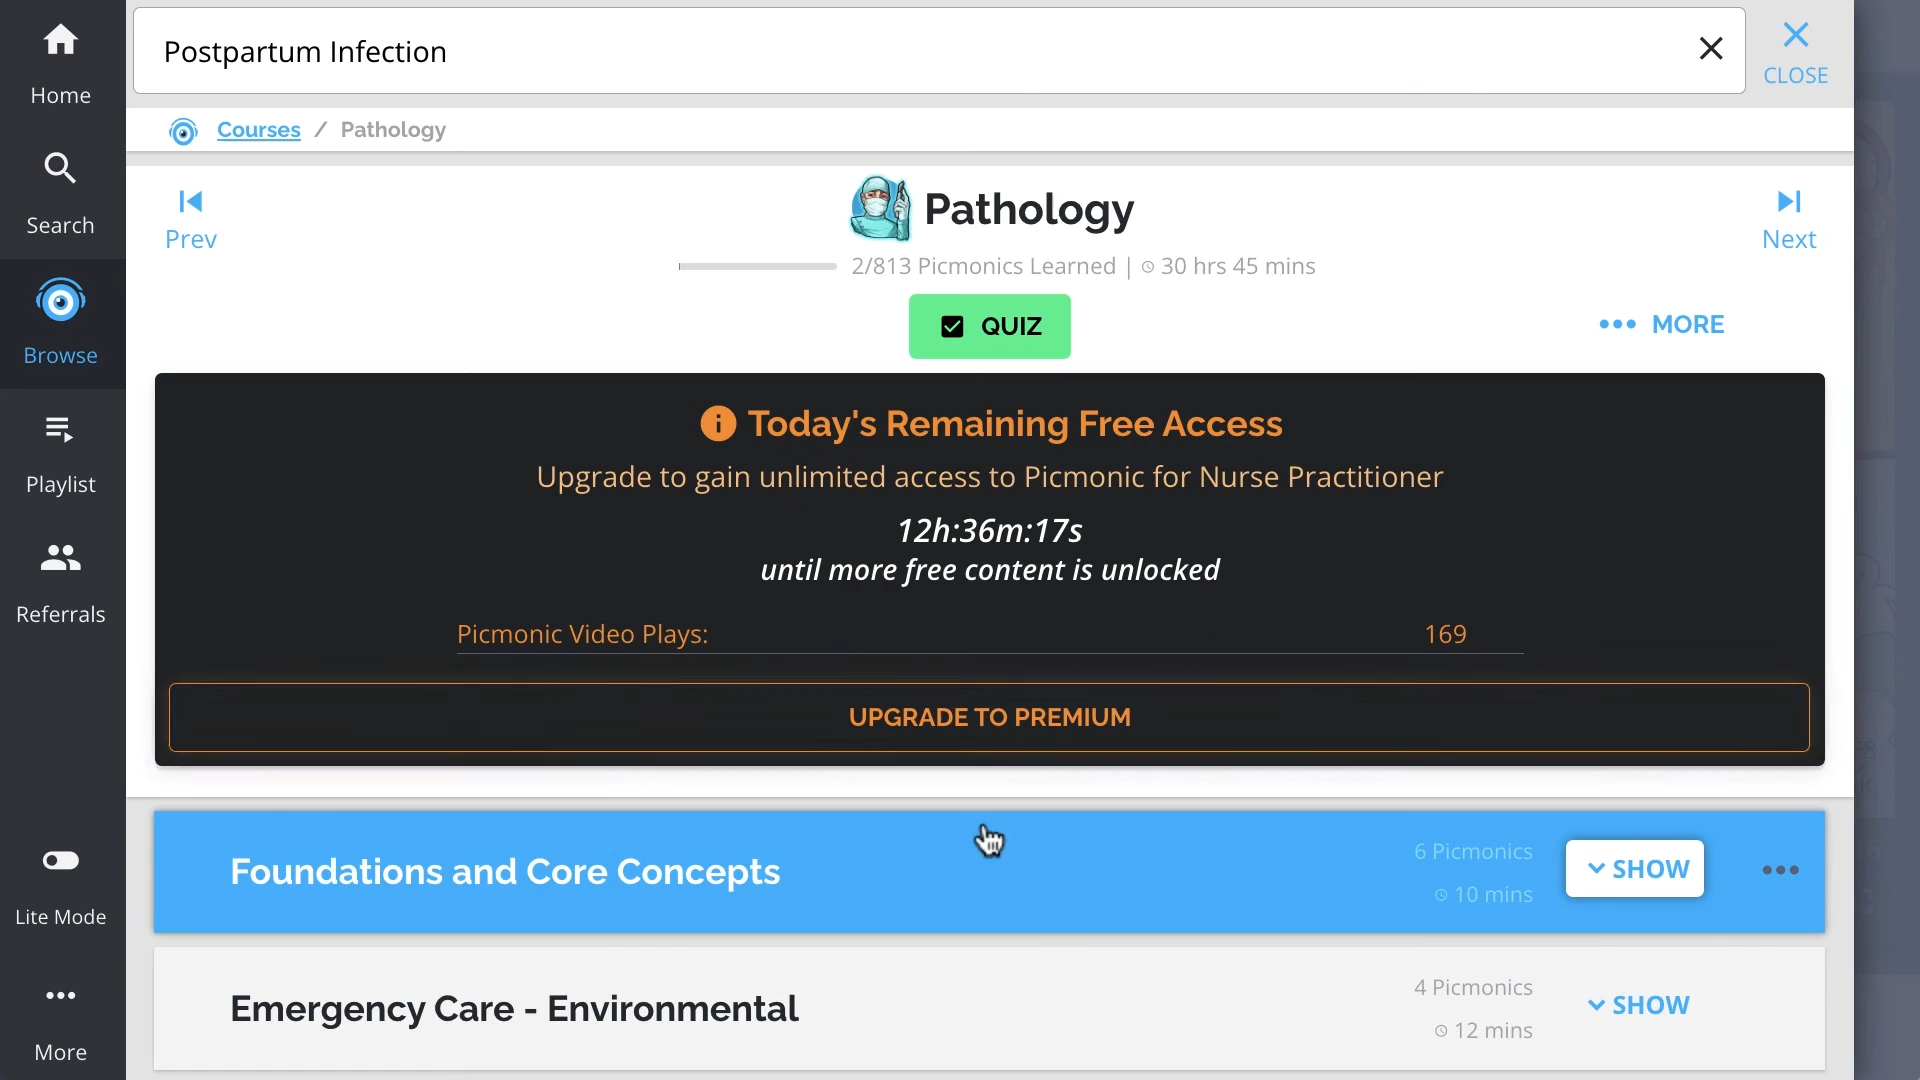 Home
Search
Browse
Playlist
Referrals
Lite Mode
More
Postpartum Infection
CLOSE
Courses / Pathology
Prev
Pathology
Next
2/813 Picmonics Learned | 30 hrs 45 mins
QUIZ
••• MORE
Today's Remaining Free Access
Upgrade to gain unlimited access to Picmonic for Nurse Practitioner
12h:36m:17s
until more free content is unlocked
Picmonic Video Plays: 169
UPGRADE TO PREMIUM
Foundations and Core Concepts
6 Picmonics
10 mins
SHOW
Emergency Care - Environmental
4 Picmonics
12 mins
SHOW